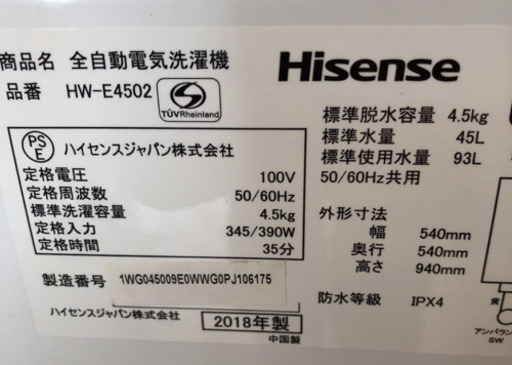 商品名 全自動電気洗濯機
品番 HW-E4502
TÜVRheinland
Hisense
PS
E
ハイセンスジャパン株式会社
定格電圧 100V
定格周波数 50/60Hz
標準洗濯容量 4.5kg
定格入力 345/390W
定格時間 35分
製造番号 1WG045009E0WWG0PJ106175
ハイセンスジャパン株式会社 2018年製
中国製
標準脱水容量 4.5kg
標準水量 45L
標準使用水量 93L
50/60Hz共用
外形寸法
幅 540mm
奥行 540mm
高さ 940mm
防水等級 IPX4
黄
アンバラン
SW